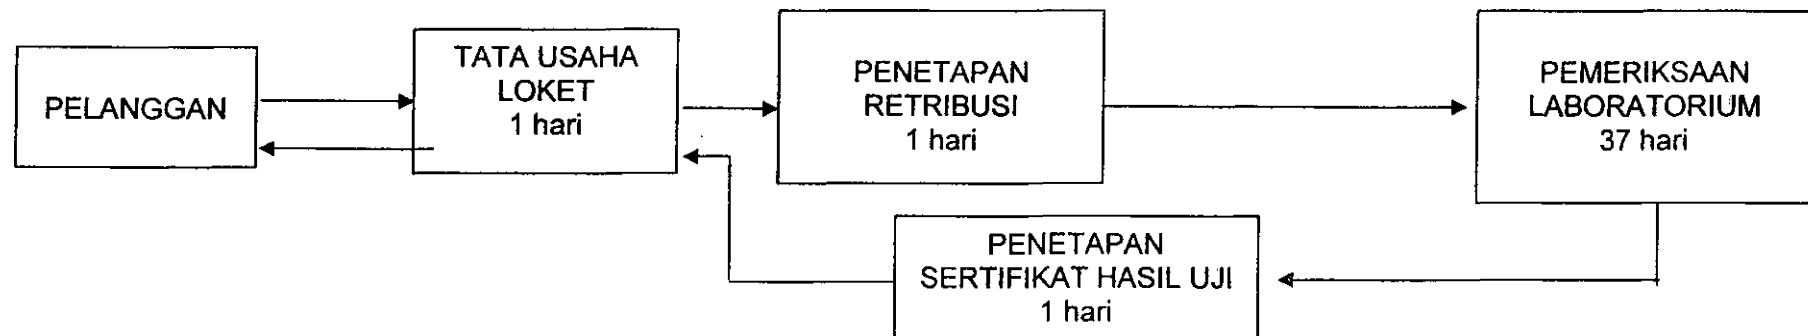 PELANGGAN
TATA USAHA
LOKET
1 hari
PENETAPAN
RETRIBUSI
1 hari
PEMERIKSAAN
LABORATORIUM
37 hari
PENETAPAN
SERTIFIKAT HASIL UJI
1 hari